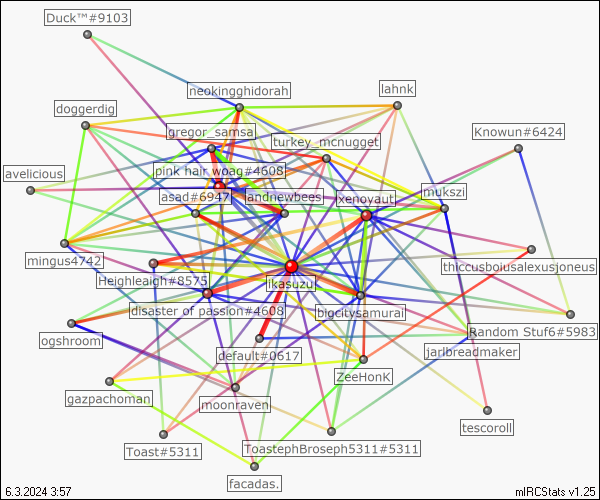 Duck™#9103
neokingghidorah
lahnk
doggerdig
gregor_samsa
turkey_mcnugget
Knowun#6424
avelicious
pink hair woag#4608
asad#6947
andnewbees
xenoyaut
mukszi
mingus4742
Heighleaigh#8575
ikasuzu
thiccusboiusalexusjoneus
disaster of passion#4608
bigcitysamurai
ogshroom
default#0617
Random Stuf6#5983
jarlbreadmaker
ZeeHonK
gazpachoman
moonraven
tescoroll
Toast#5311
ToastephBroseph5311#5311
facadas.
6.3.2024 3:57
mIRCStats v1.25